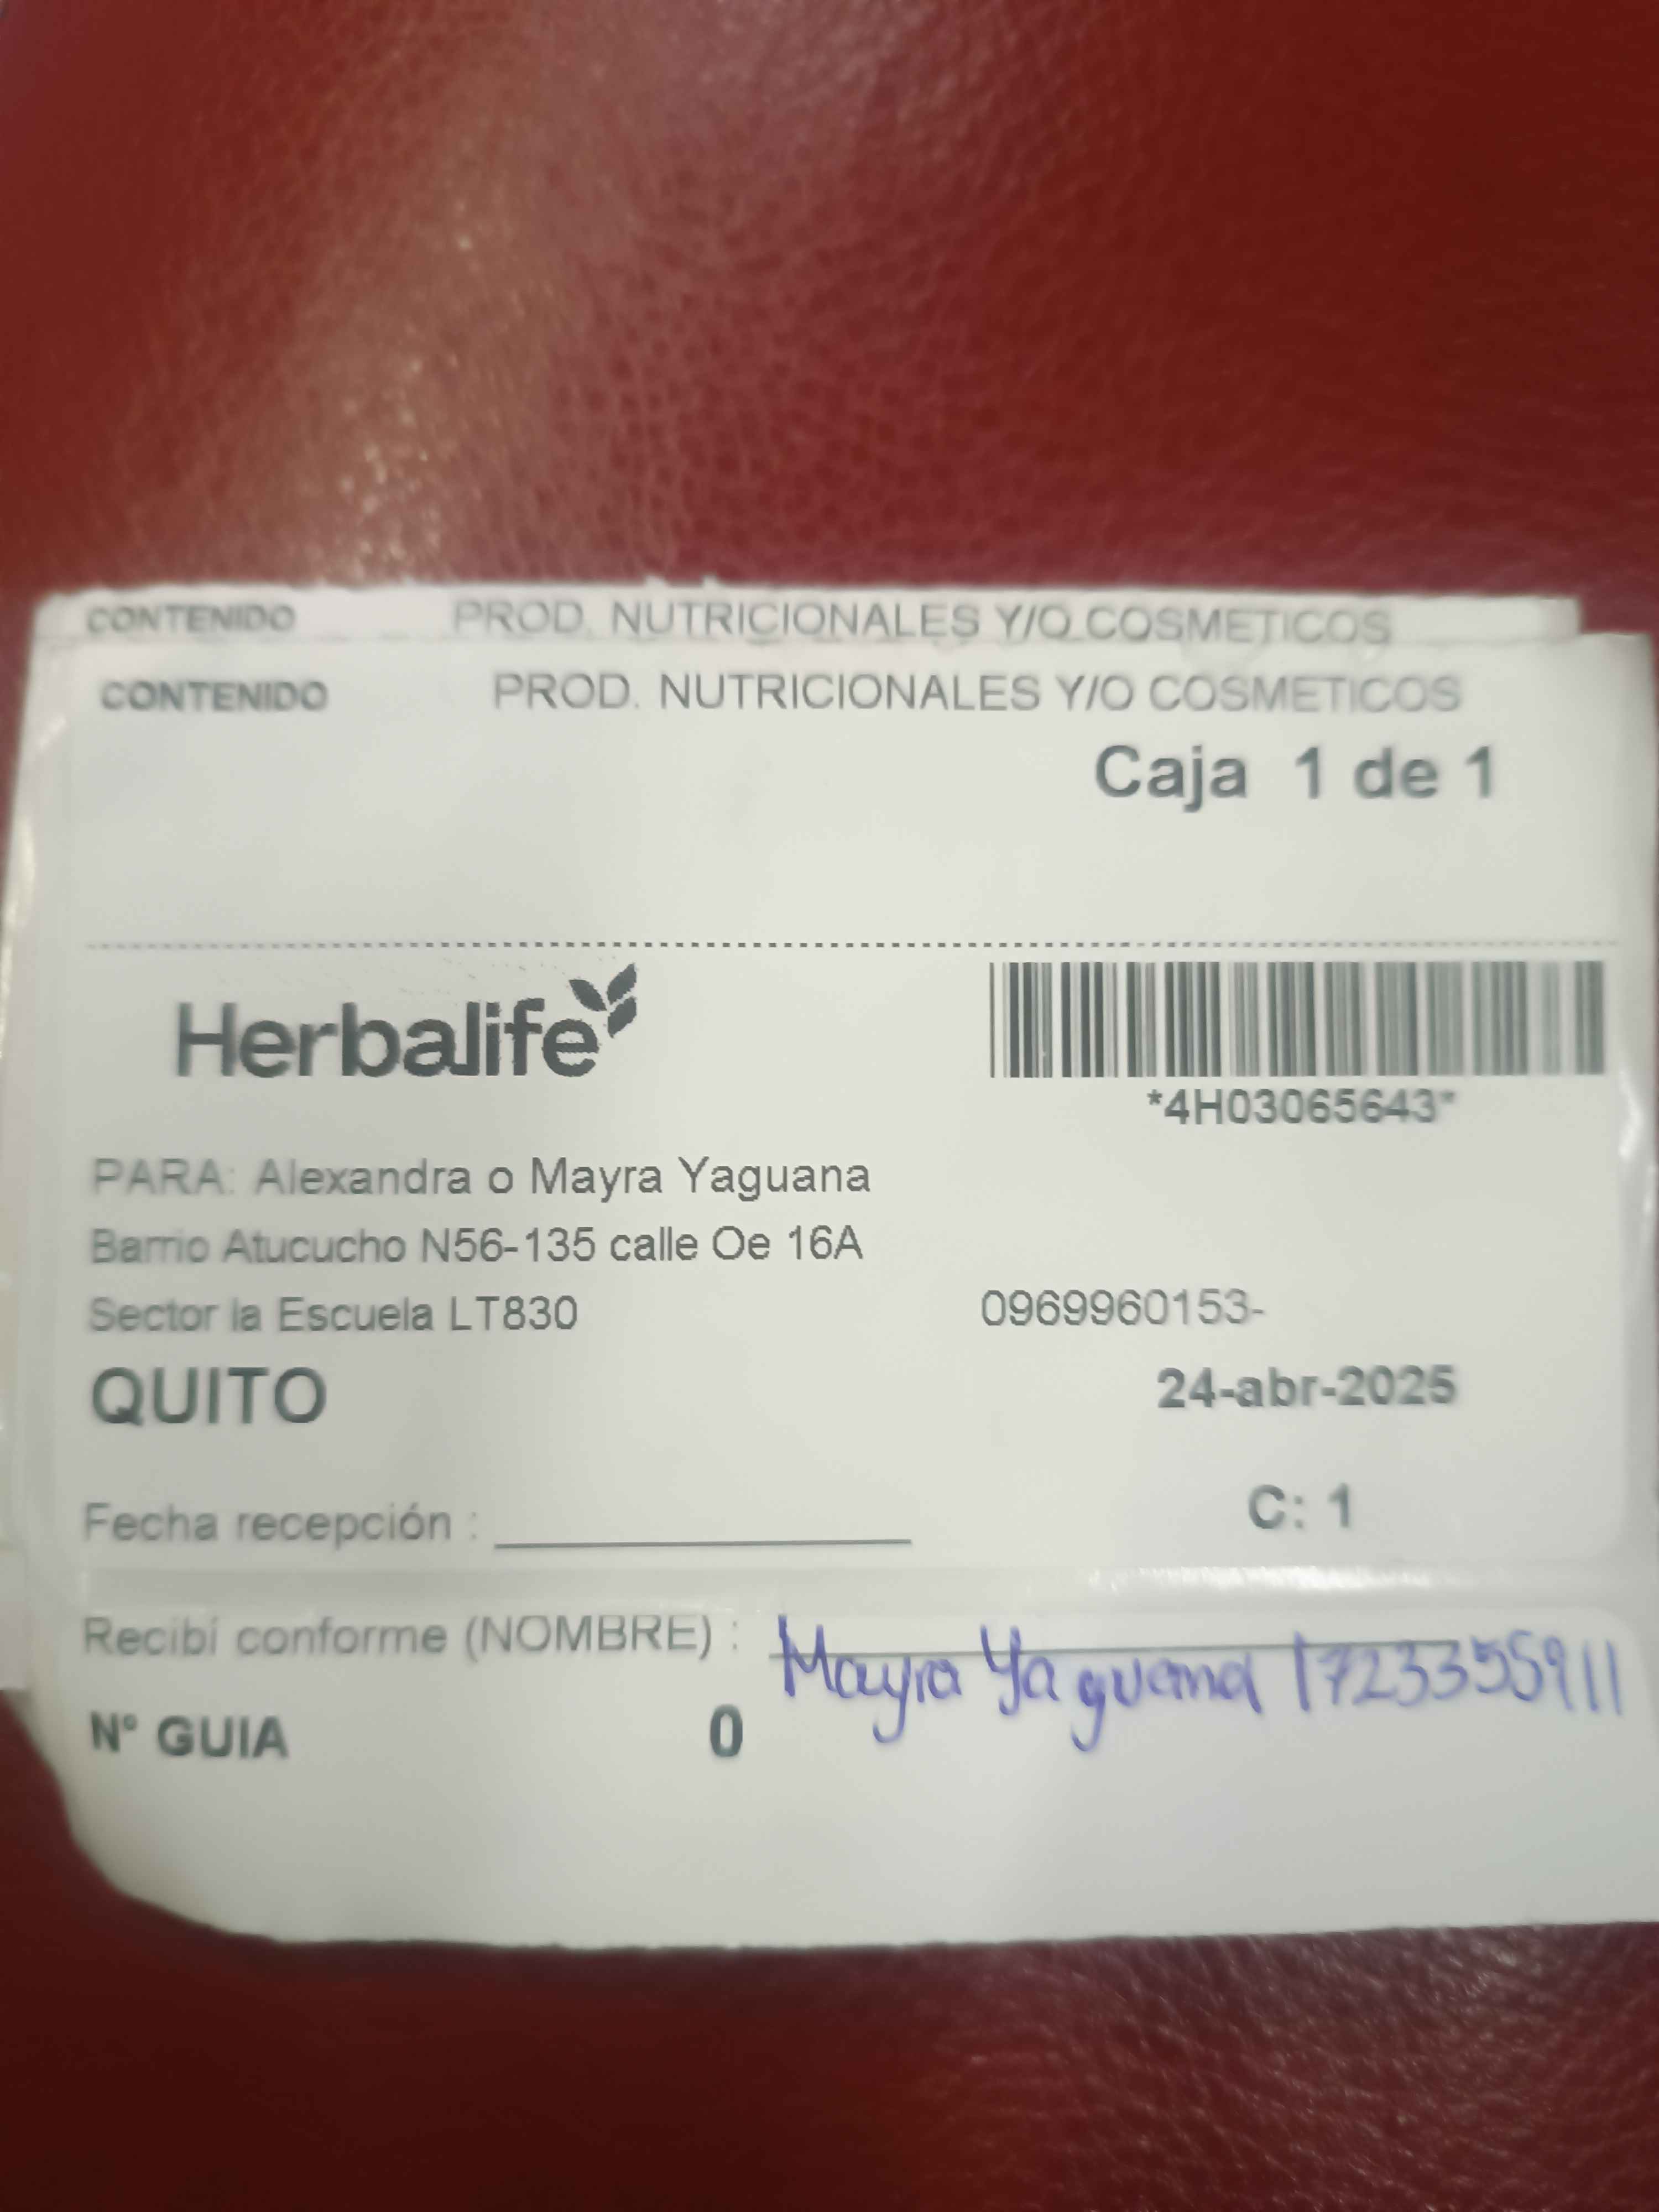 CONTENIDO PROD. NUTRICIONALES Y/O COSMETICOS
CONTENIDO PROD. NUTRICIONALES Y/O COSMETICOS
Caja 1 de 1
Herbalife
*4H03065643*
PARA: Alexandra o Mayra Yaguana
Barrio Atucucho N56-135 calle Oe 16A
Sector la Escuela LT830 0969960153-
QUITO 24-abr-2025
Fecha recepción : C: 1
Recibí conforme (NOMBRE) : Mayra Yaguana 1723355911
N° GUIA 0